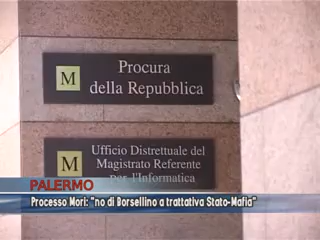 M
Procura
della Repubblica
M
Ufficio Distrettuale del
Magistrato Referente
per l'Informatica
PALERMO
Processo Mori: "no di Borsellino a trattativa Stato-Mafia"